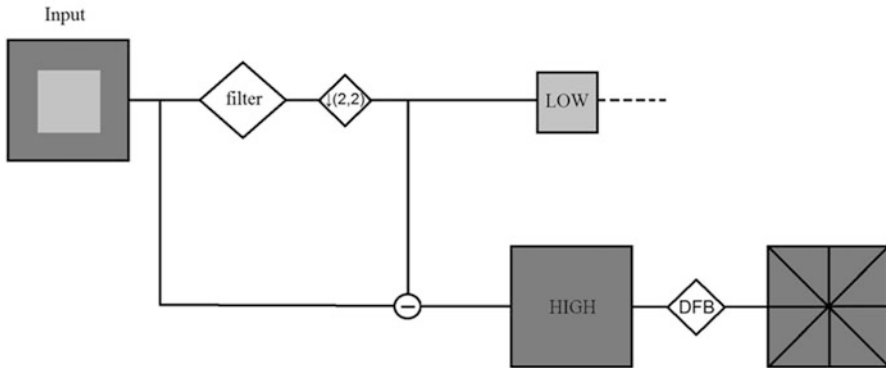 Input
filter
↓(2,2)
LOW
HIGH
DFB